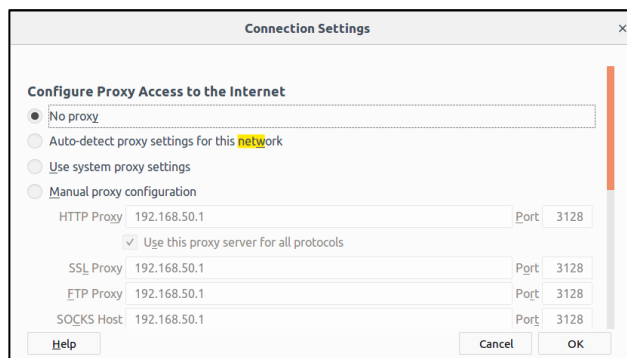 Connection Settings
×
Configure Proxy Access to the Internet
No proxy
Auto-detect proxy settings for this network
Use system proxy settings
Manual proxy configuration
HTTP Proxy 192.168.50.1 Port 3128
Use this proxy server for all protocols
SSL Proxy 192.168.50.1 Port 3128
FTP Proxy 192.168.50.1 Port 3128
SOCKS Host 192.168.50.1 Port 3128
Help Cancel OK